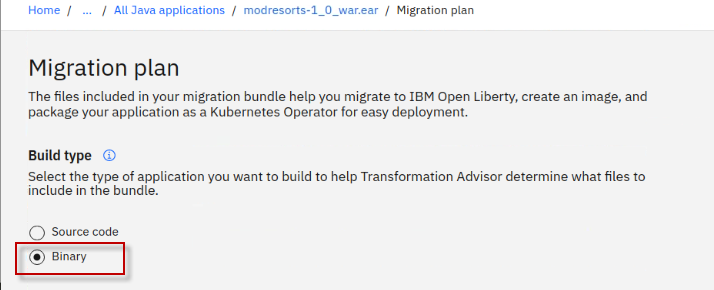 Home / ... / All Java applications / modresorts-1_0_war.ear / Migration plan
Migration plan
The files included in your migration bundle help you migrate to IBM Open Liberty, create an image, and
package your application as a Kubernetes Operator for easy deployment.
Build type
Select the type of application you want to build to help Transformation Advisor determine what files to
include in the bundle.
Source code
Binary